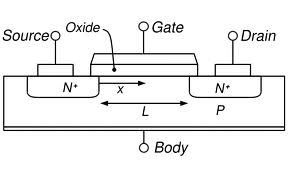 Source
Oxide
Gate
Drain
N+
x
N+
L
P
Body